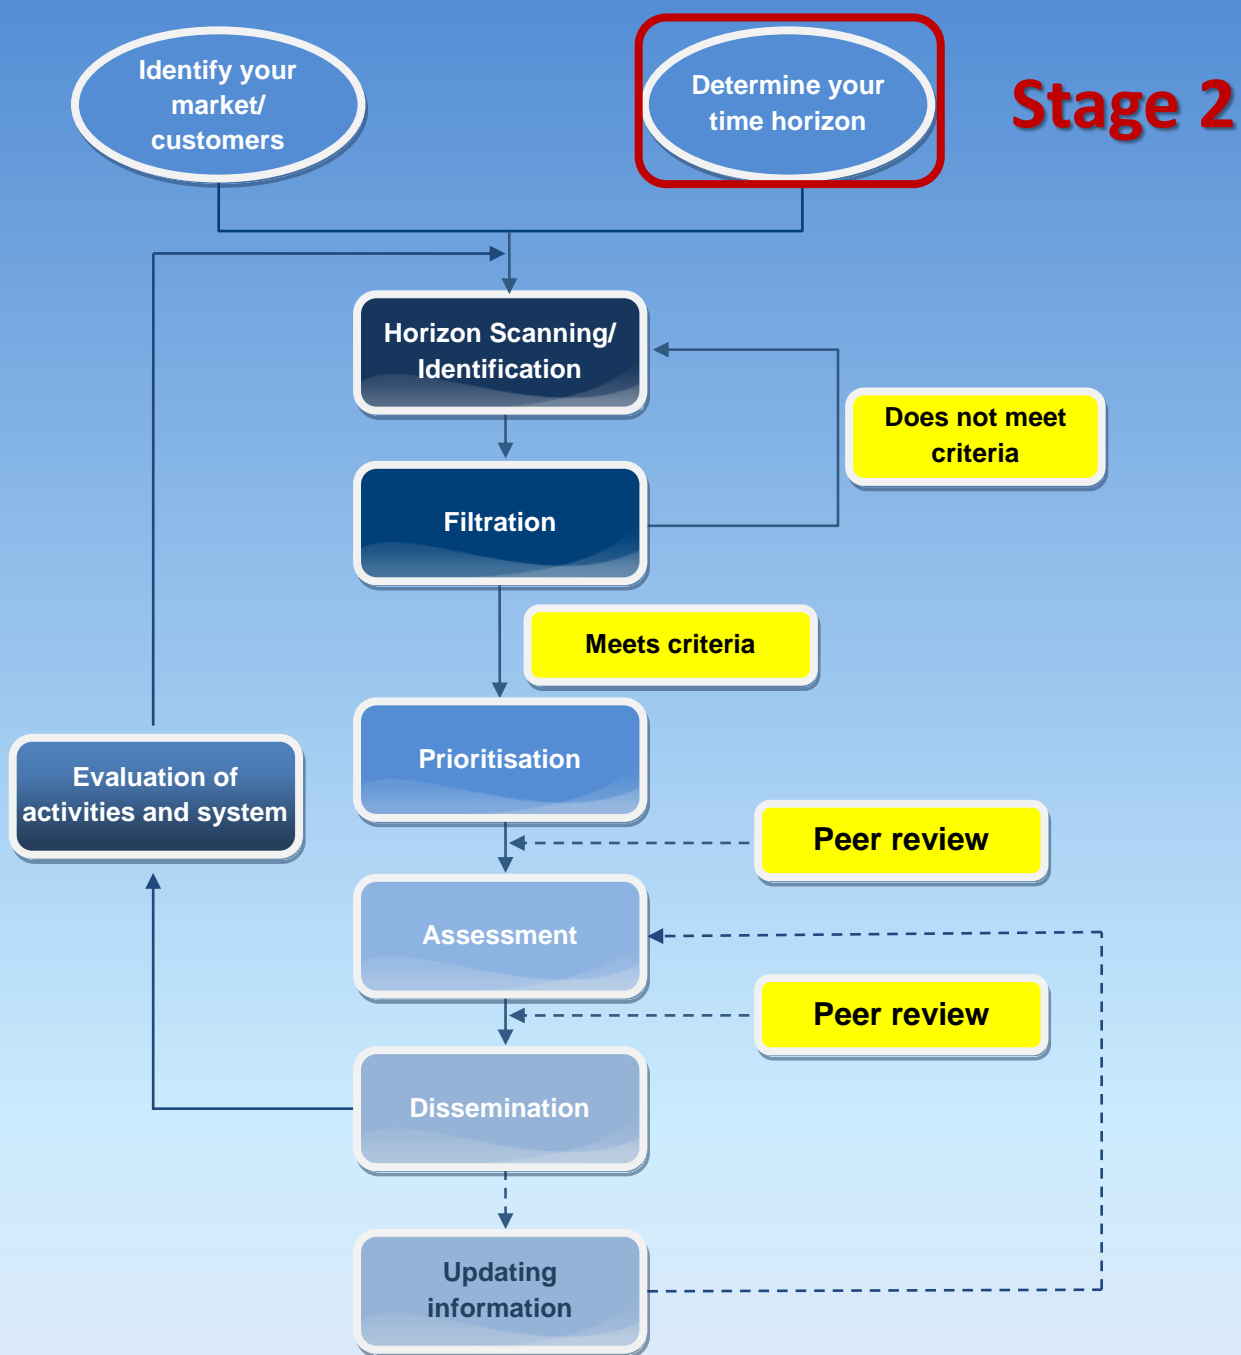 Identify your
market/
customers
Determine your
time horizon
Stage 2
Horizon Scanning/
Identification
Does not meet
criteria
Filtration
Meets criteria
Prioritisation
Evaluation of
activities and system
Peer review
Assessment
Peer review
Dissemination
Updating
information